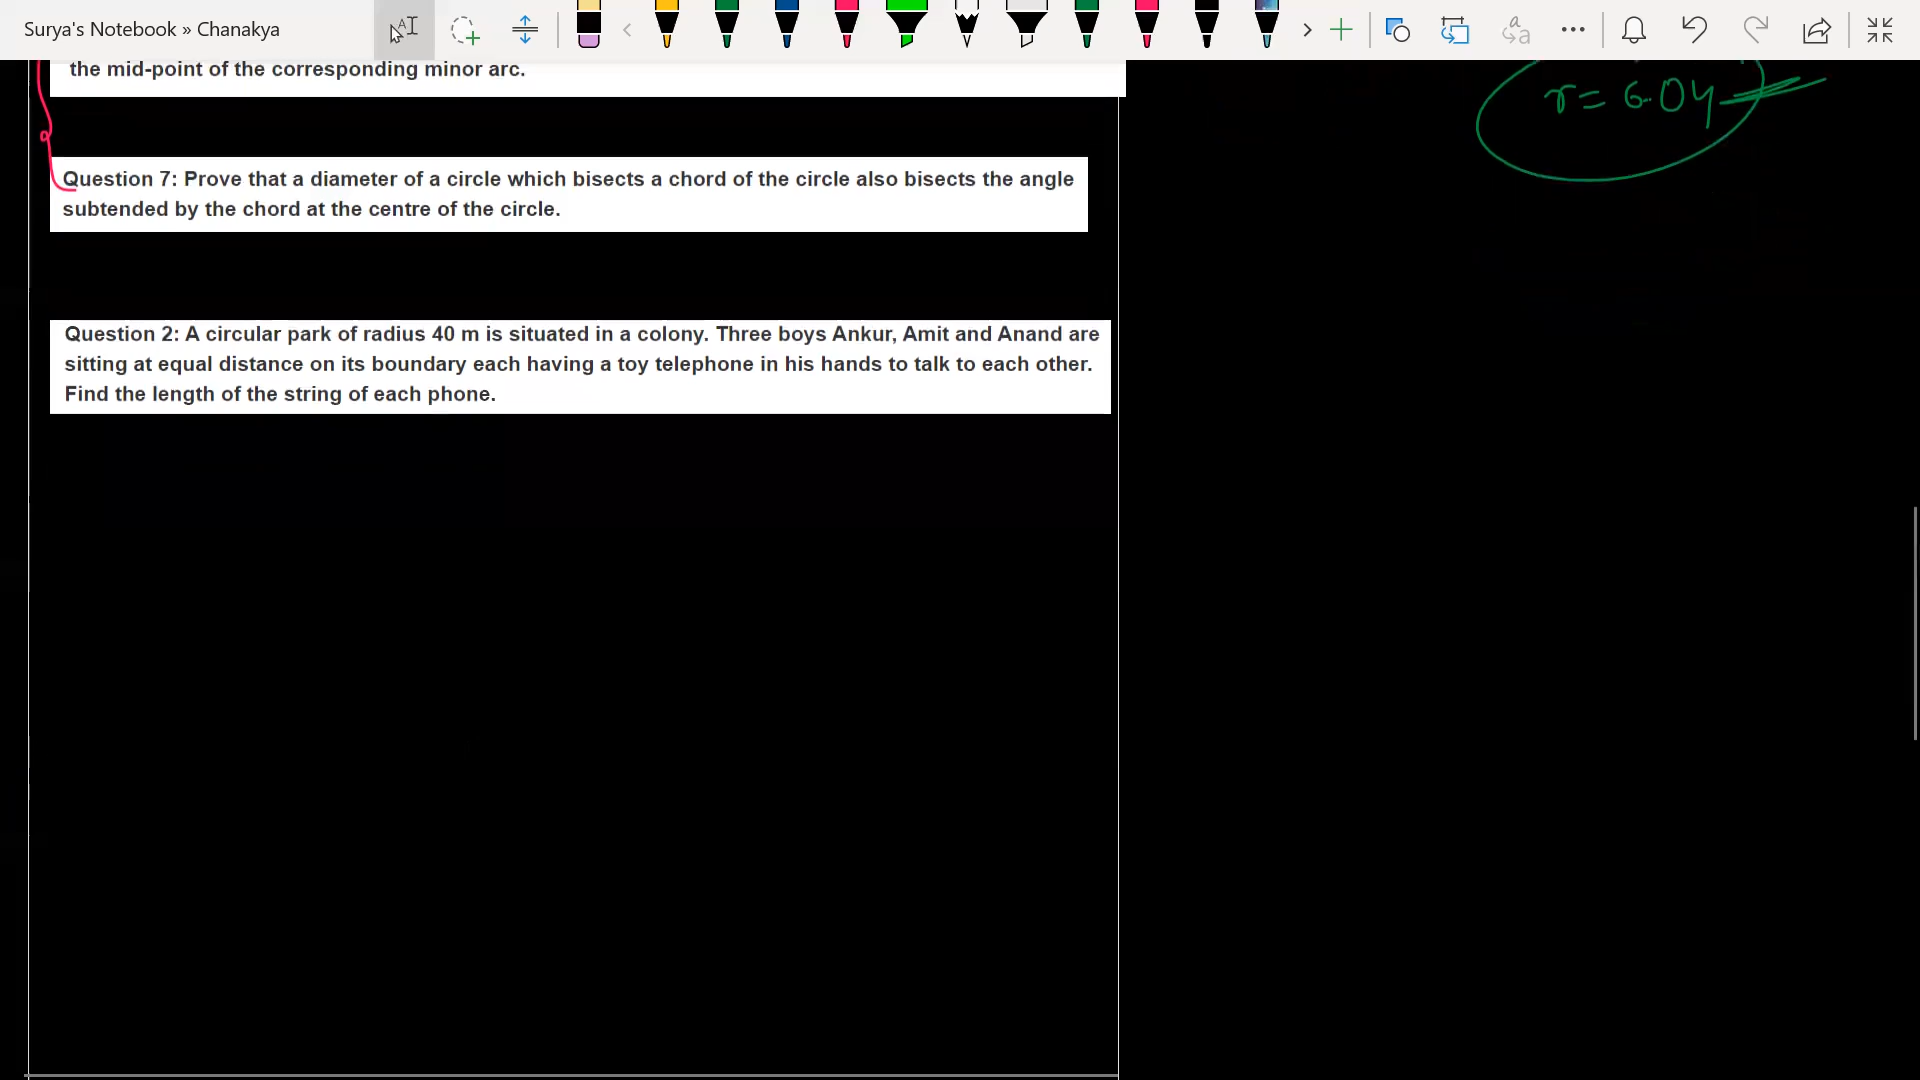 Surya's Notebook » Chanakya
the mid-point of the corresponding minor arc.
r = 6.04
Question 7: Prove that a diameter of a circle which bisects a chord of the circle also bisects the angle
subtended by the chord at the centre of the circle.
Question 2: A circular park of radius 40 m is situated in a colony. Three boys Ankur, Amit and Anand are
sitting at equal distance on its boundary each having a toy telephone in his hands to talk to each other.
Find the length of the string of each phone.